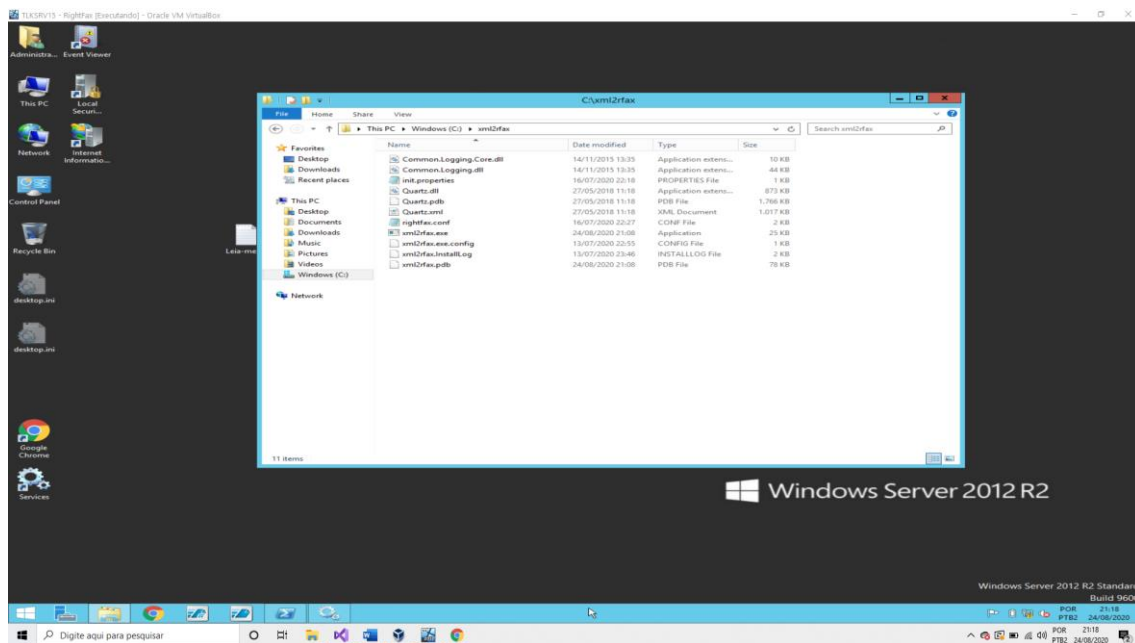 TLKSRV15 - RightFax [Executando] - Oracle VM VirtualBox
Administra... Event Viewer
This PC Local Securi...
Network Internet Informatio...
Control Panel
Recycle Bin Leia-me
desktop.ini
desktop.ini
Google Chrome
Services
C:\xml2rfax
File Home Share View
This PC Windows (C:) xml2rfax Search xml2rfax
Favorites
Desktop
Downloads
Recent places
This PC
Desktop
Documents
Downloads
Music
Pictures
Videos
Windows (C:)
Network
Name Date modified Type Size
Common.Logging.Core.dll 14/11/2015 13:35 Application extens... 10 KB
Common.Logging.dll 14/11/2015 13:35 Application extens... 44 KB
init.properties 16/07/2020 22:18 PROPERTIES File 1 KB
Quartz.dll 27/05/2018 11:18 Application extens... 873 KB
Quartz.pdb 27/05/2018 11:18 PDB File 1.766 KB
Quartz.xml 27/05/2018 11:18 XML Document 1.017 KB
rightfax.conf 16/07/2020 22:27 CONF File 2 KB
xml2rfax.exe 24/08/2020 21:08 Application 25 KB
xml2rfax.exe.config 13/07/2020 22:55 CONFIG File 1 KB
xml2rfax.InstallLog 13/07/2020 23:46 INSTALLLOG File 2 KB
xml2rfax.pdb 24/08/2020 21:08 PDB File 78 KB
11 items
Windows Server 2012 R2
Windows Server 2012 R2 Standar
Build 960
POR 21:18
PTB2 24/08/2020
Digite aqui para pesquisar
POR 21:18
PTB2 24/08/2020